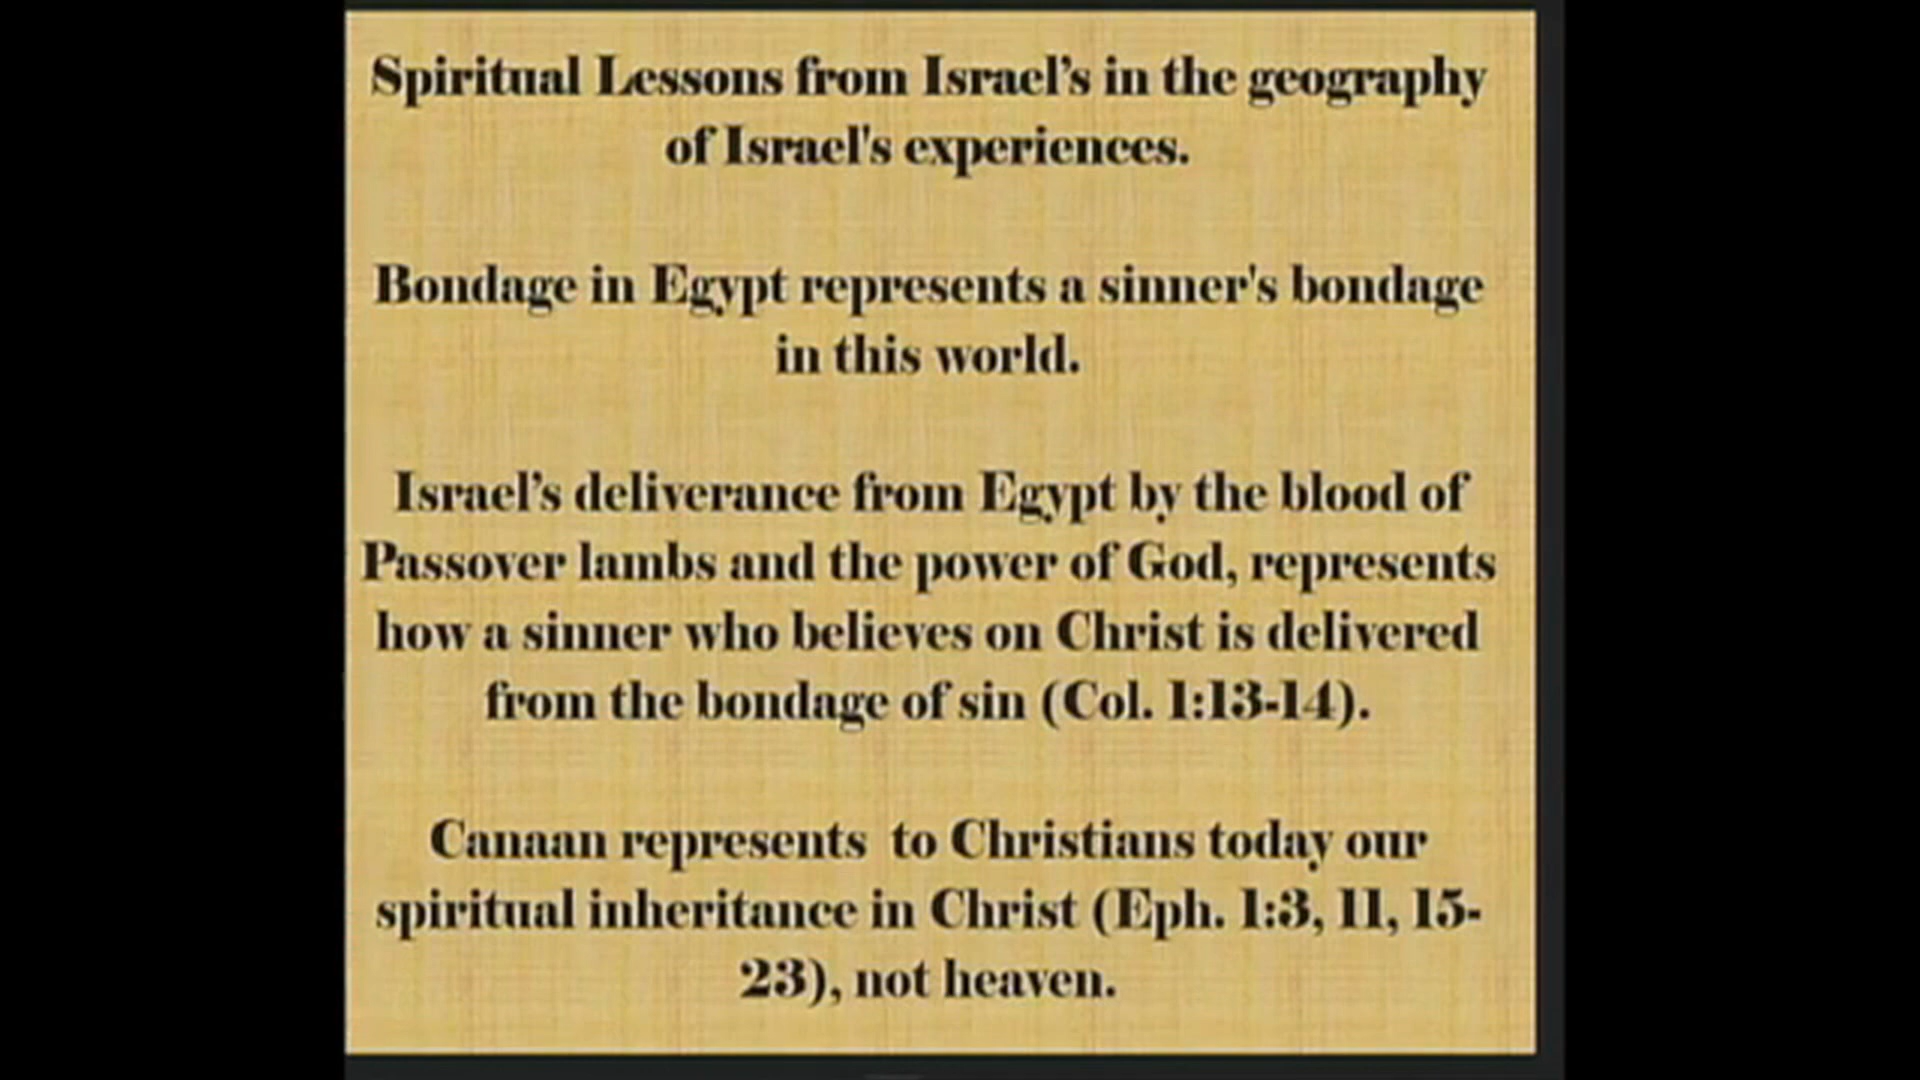 Spiritual Lessons from Israel’s in the geography
of Israel's experiences.
Bondage in Egypt represents a sinner's bondage
in this world.
Israel’s deliverance from Egypt by the blood of
Passover lambs and the power of God, represents
how a sinner who believes on Christ is delivered
from the bondage of sin (Col. 1:13-14).
Canaan represents  to Christians today our
spiritual inheritance in Christ (Eph. 1:3, 11, 15-
23), not heaven.